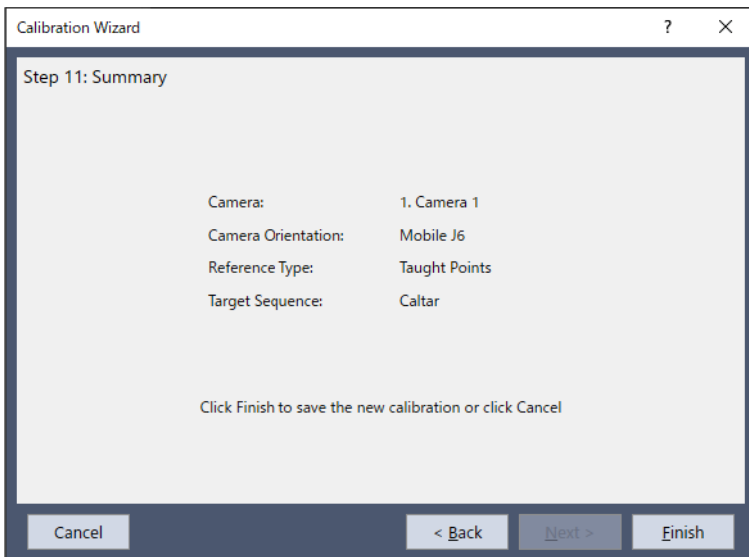 Calibration Wizard ? ×
Step 11: Summary
Camera: 1. Camera 1
Camera Orientation: Mobile J6
Reference Type: Taught Points
Target Sequence: Caltar
Click Finish to save the new calibration or click Cancel
Cancel < Back Next > Finish